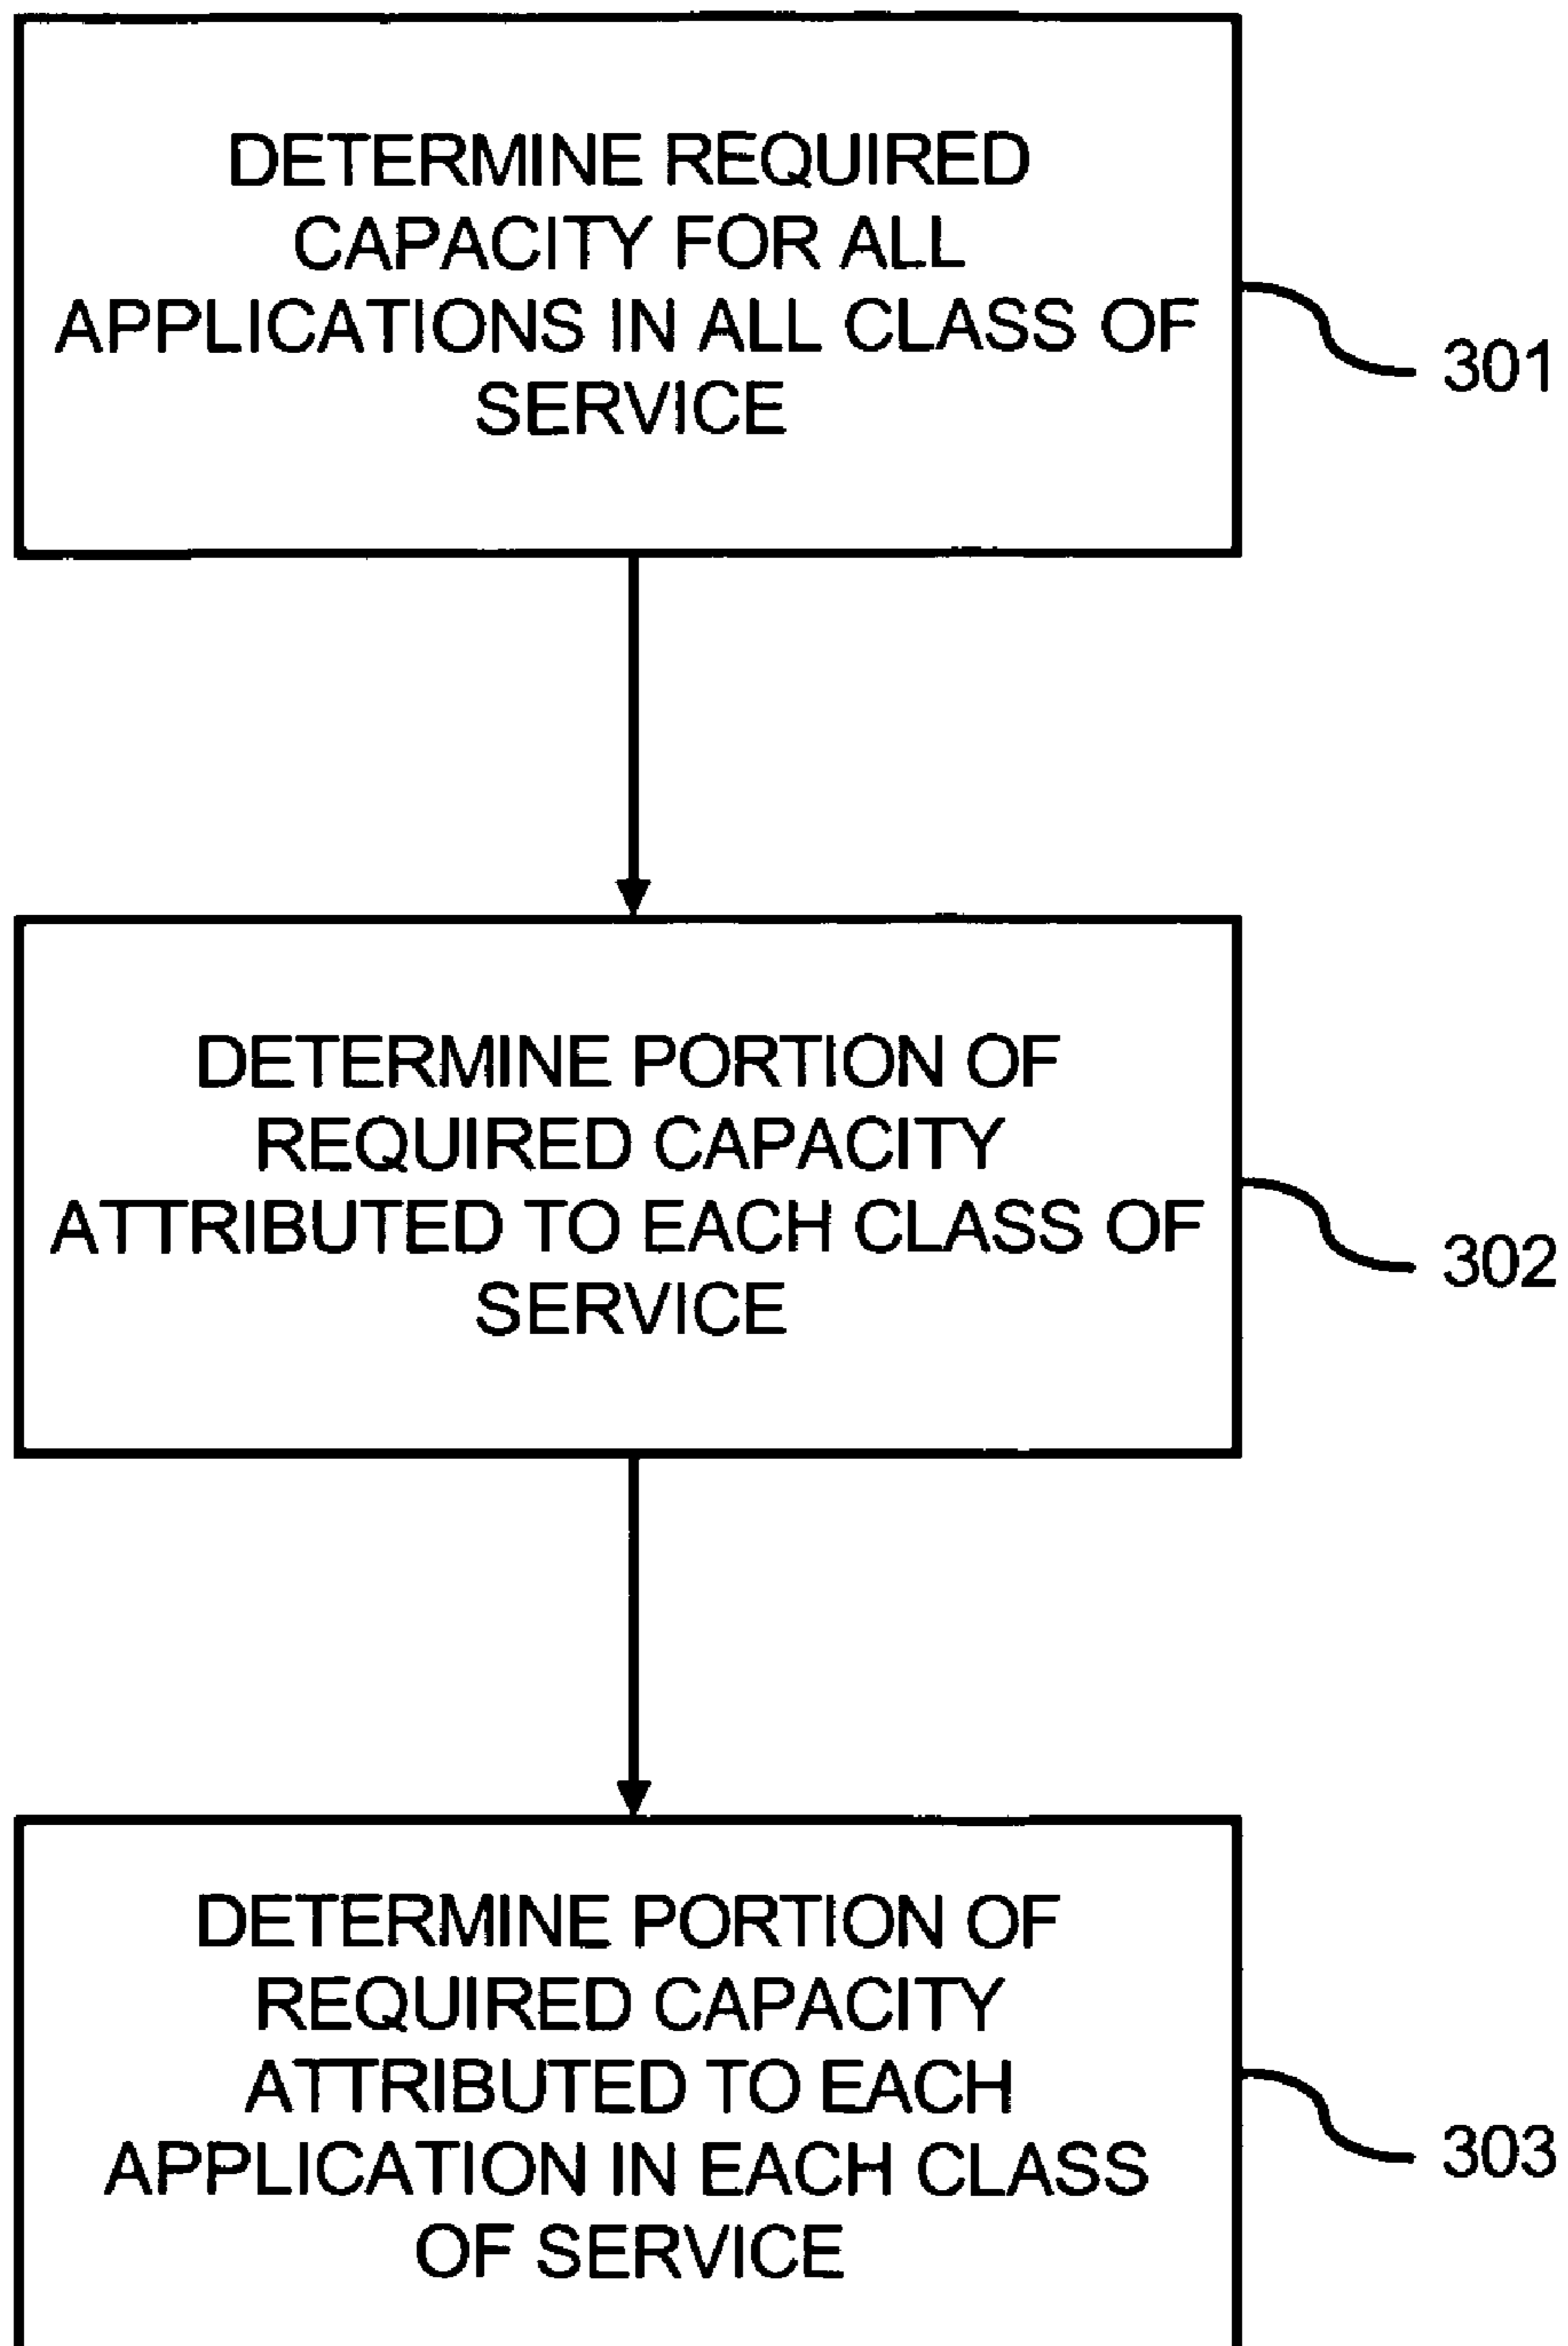 DETERMINE REQUIRED
CAPACITY FOR ALL
APPLICATIONS IN ALL CLASS OF
SERVICE
301
DETERMINE PORTION OF
REQUIRED CAPACITY
ATTRIBUTED TO EACH CLASS OF
SERVICE
302
DETERMINE PORTION OF
REQUIRED CAPACITY
ATTRIBUTED TO EACH
APPLICATION IN EACH CLASS
OF SERVICE
303